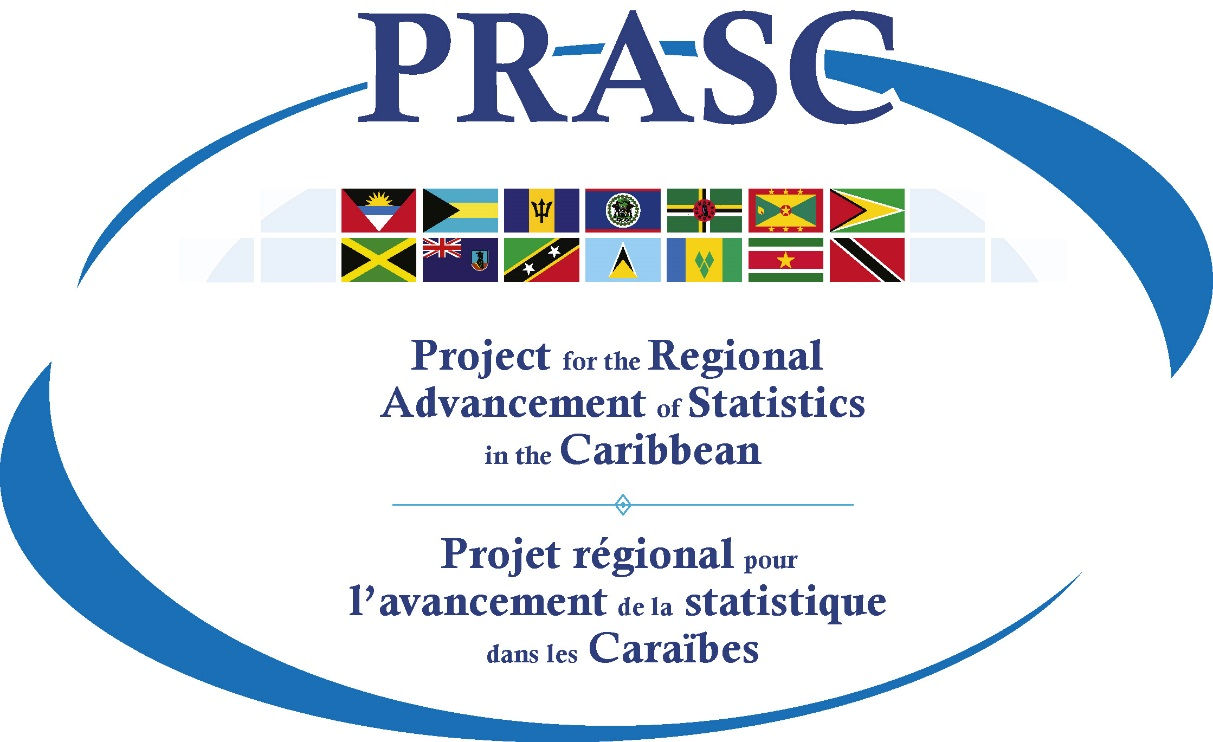 PRASC
Project for the Regional
Advancement of Statistics
in the Caribbean
Projet régional pour
l’avancement de la statistique
dans les Caraïbes